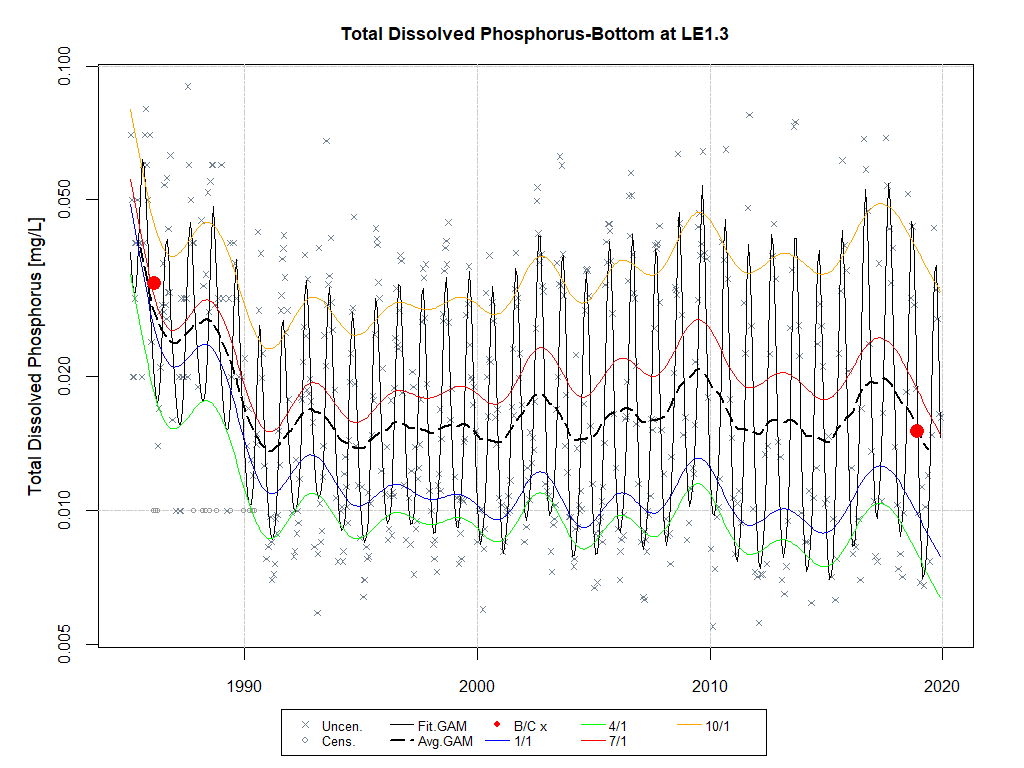 Total Dissolved Phosphorus-Bottom at LE1.3
Total Dissolved Phosphorus [mg/L]
0.100
0.050
0.020
0.010
0.005
1990 2000 2010 2020
Uncen. Fit.GAM B/C x 4/1 10/1
Cens. Avg.GAM 1/1 7/1